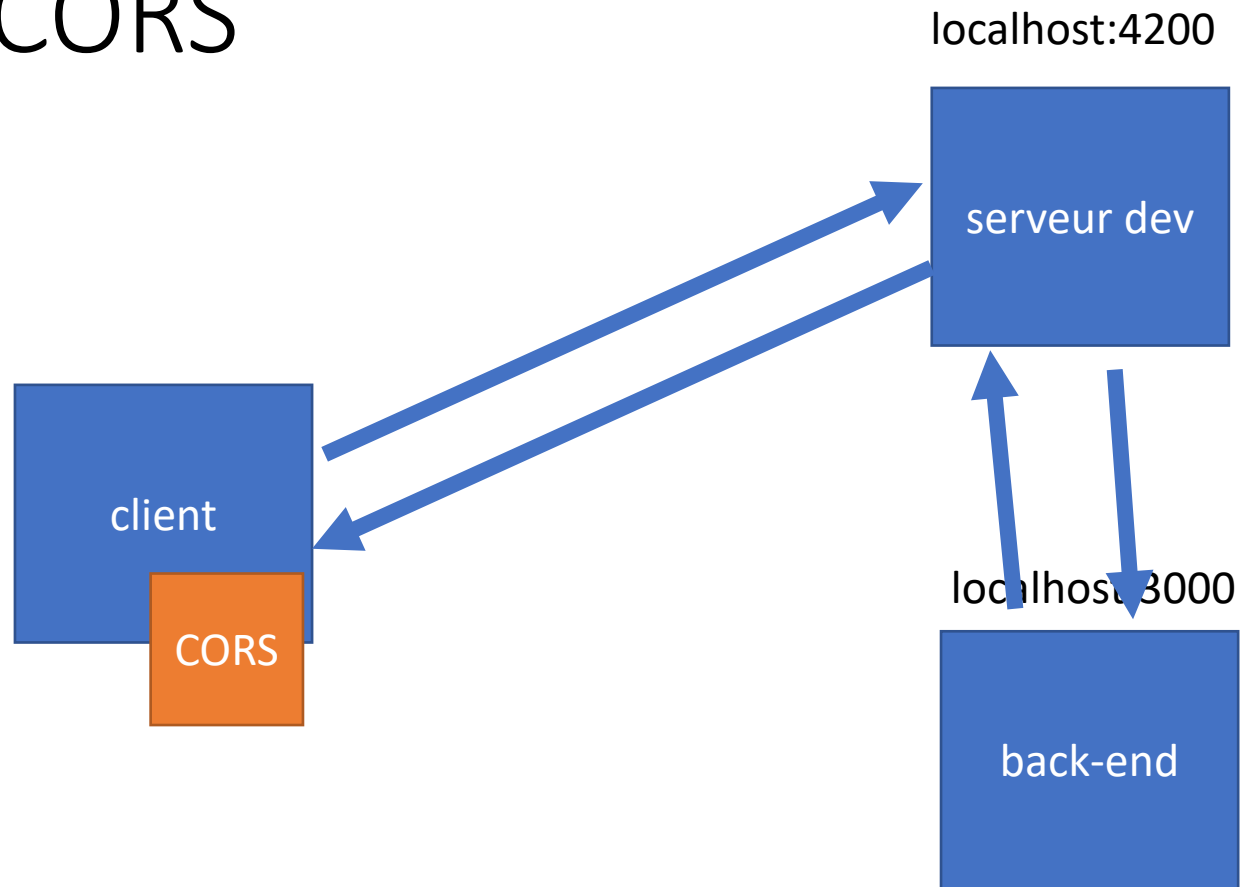 CORS
localhost:4200
serveur dev
client
localhost:3000
CORS
back-end